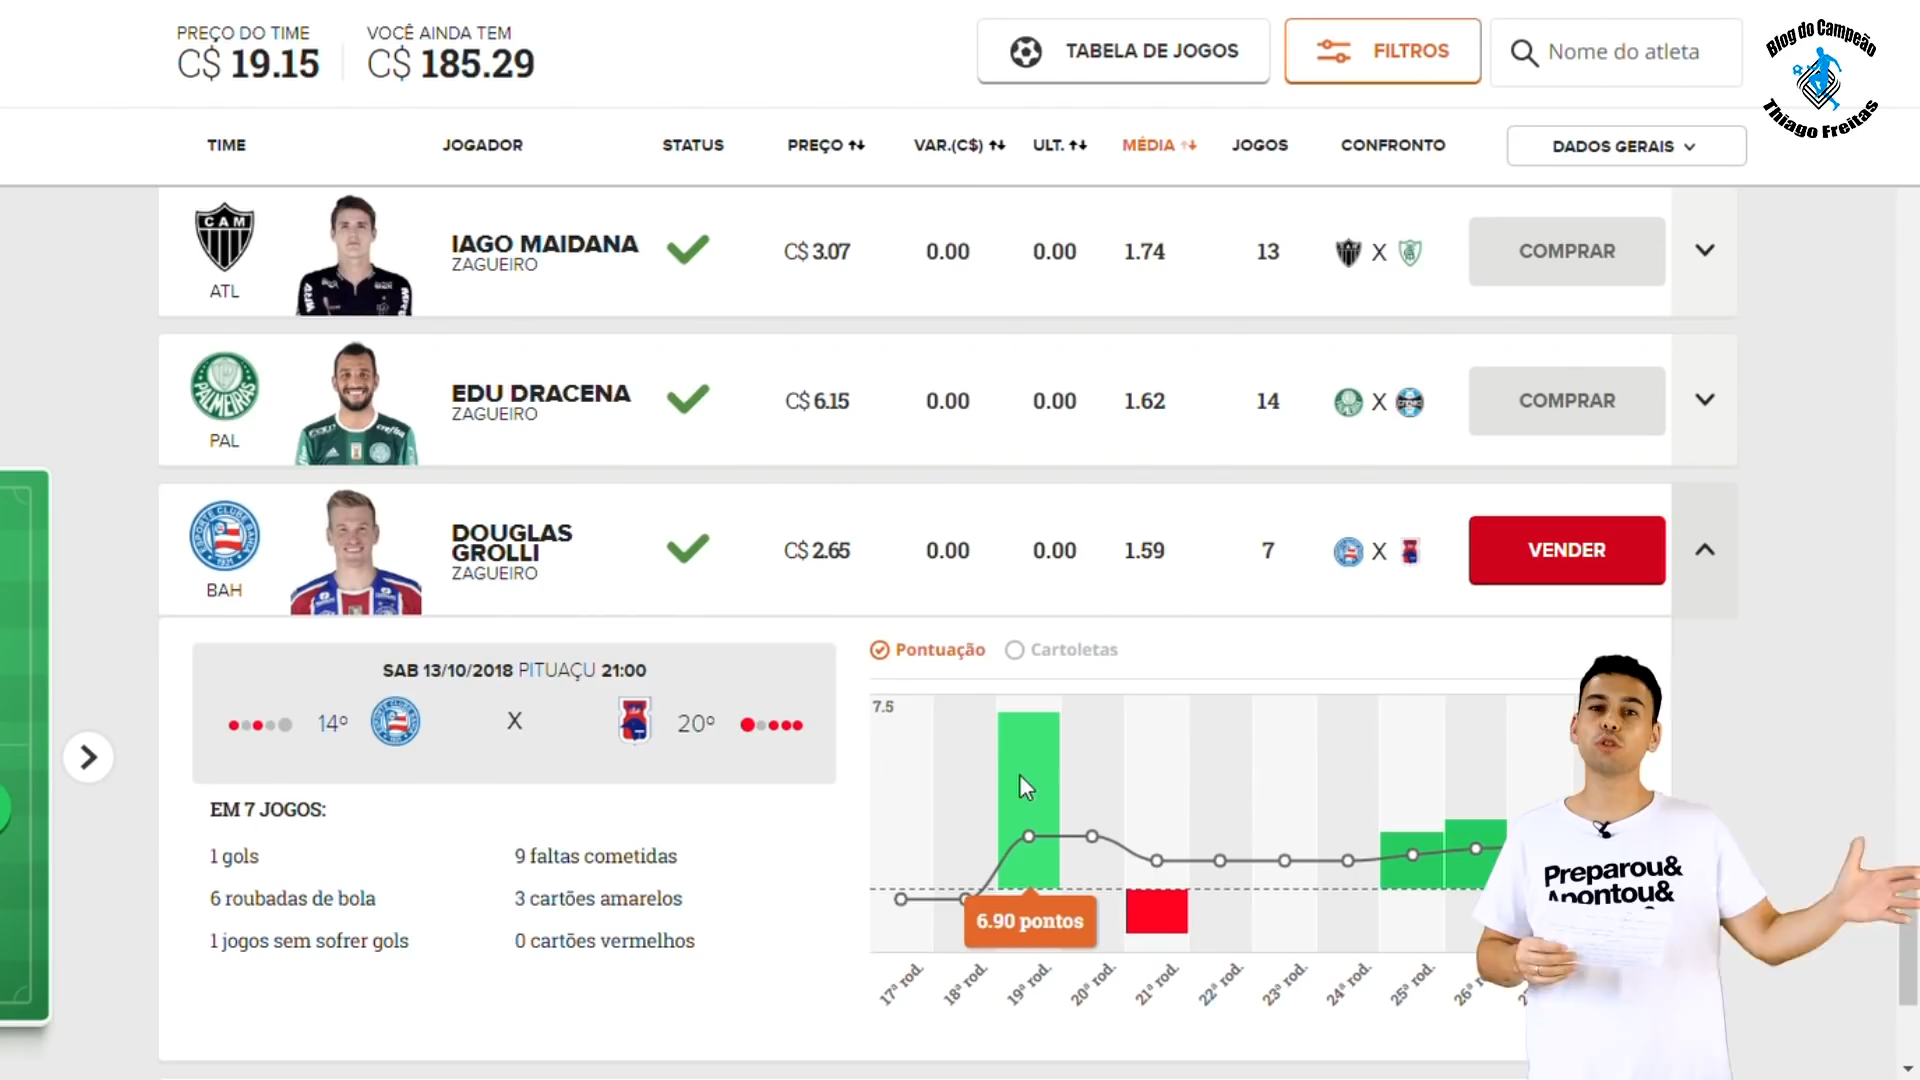 PREÇO DO TIME
C$ 19.15
VOCÊ AINDA TEM
C$ 185.29
TABELA DE JOGOS
FILTROS
Nome do atleta
Blog do Campeão
Thiago Freitas
TIME
JOGADOR
STATUS
PREÇO
VAR.(C$)
ULT.
MÉDIA
JOGOS
CONFRONTO
DADOS GERAIS
CAM
ATL
IAGO MAIDANA
ZAGUEIRO
C$ 3.07
0.00
0.00
1.74
13
X
COMPRAR
PALMEIRAS
PAL
EDU DRACENA
ZAGUEIRO
C$ 6.15
0.00
0.00
1.62
14
X
COMPRAR
ESPORTE CLUBE BAHIA
BAH
DOUGLAS
GROLLI
ZAGUEIRO
C$ 2.65
0.00
0.00
1.59
7
X
VENDER
SAB 13/10/2018 PITUAÇU 21:00
14º
X
20º
EM 7 JOGOS:
1 gols
9 faltas cometidas
6 roubadas de bola
3 cartões amarelos
1 jogos sem sofrer gols
0 cartões vermelhos
Pontuação
Cartoletas
7.5
6.90 pontos
17ª rod.
18ª rod.
19ª rod.
20ª rod.
21ª rod.
22ª rod.
23ª rod.
24ª rod.
25ª rod.
26ª
Preparou&
Apontou&